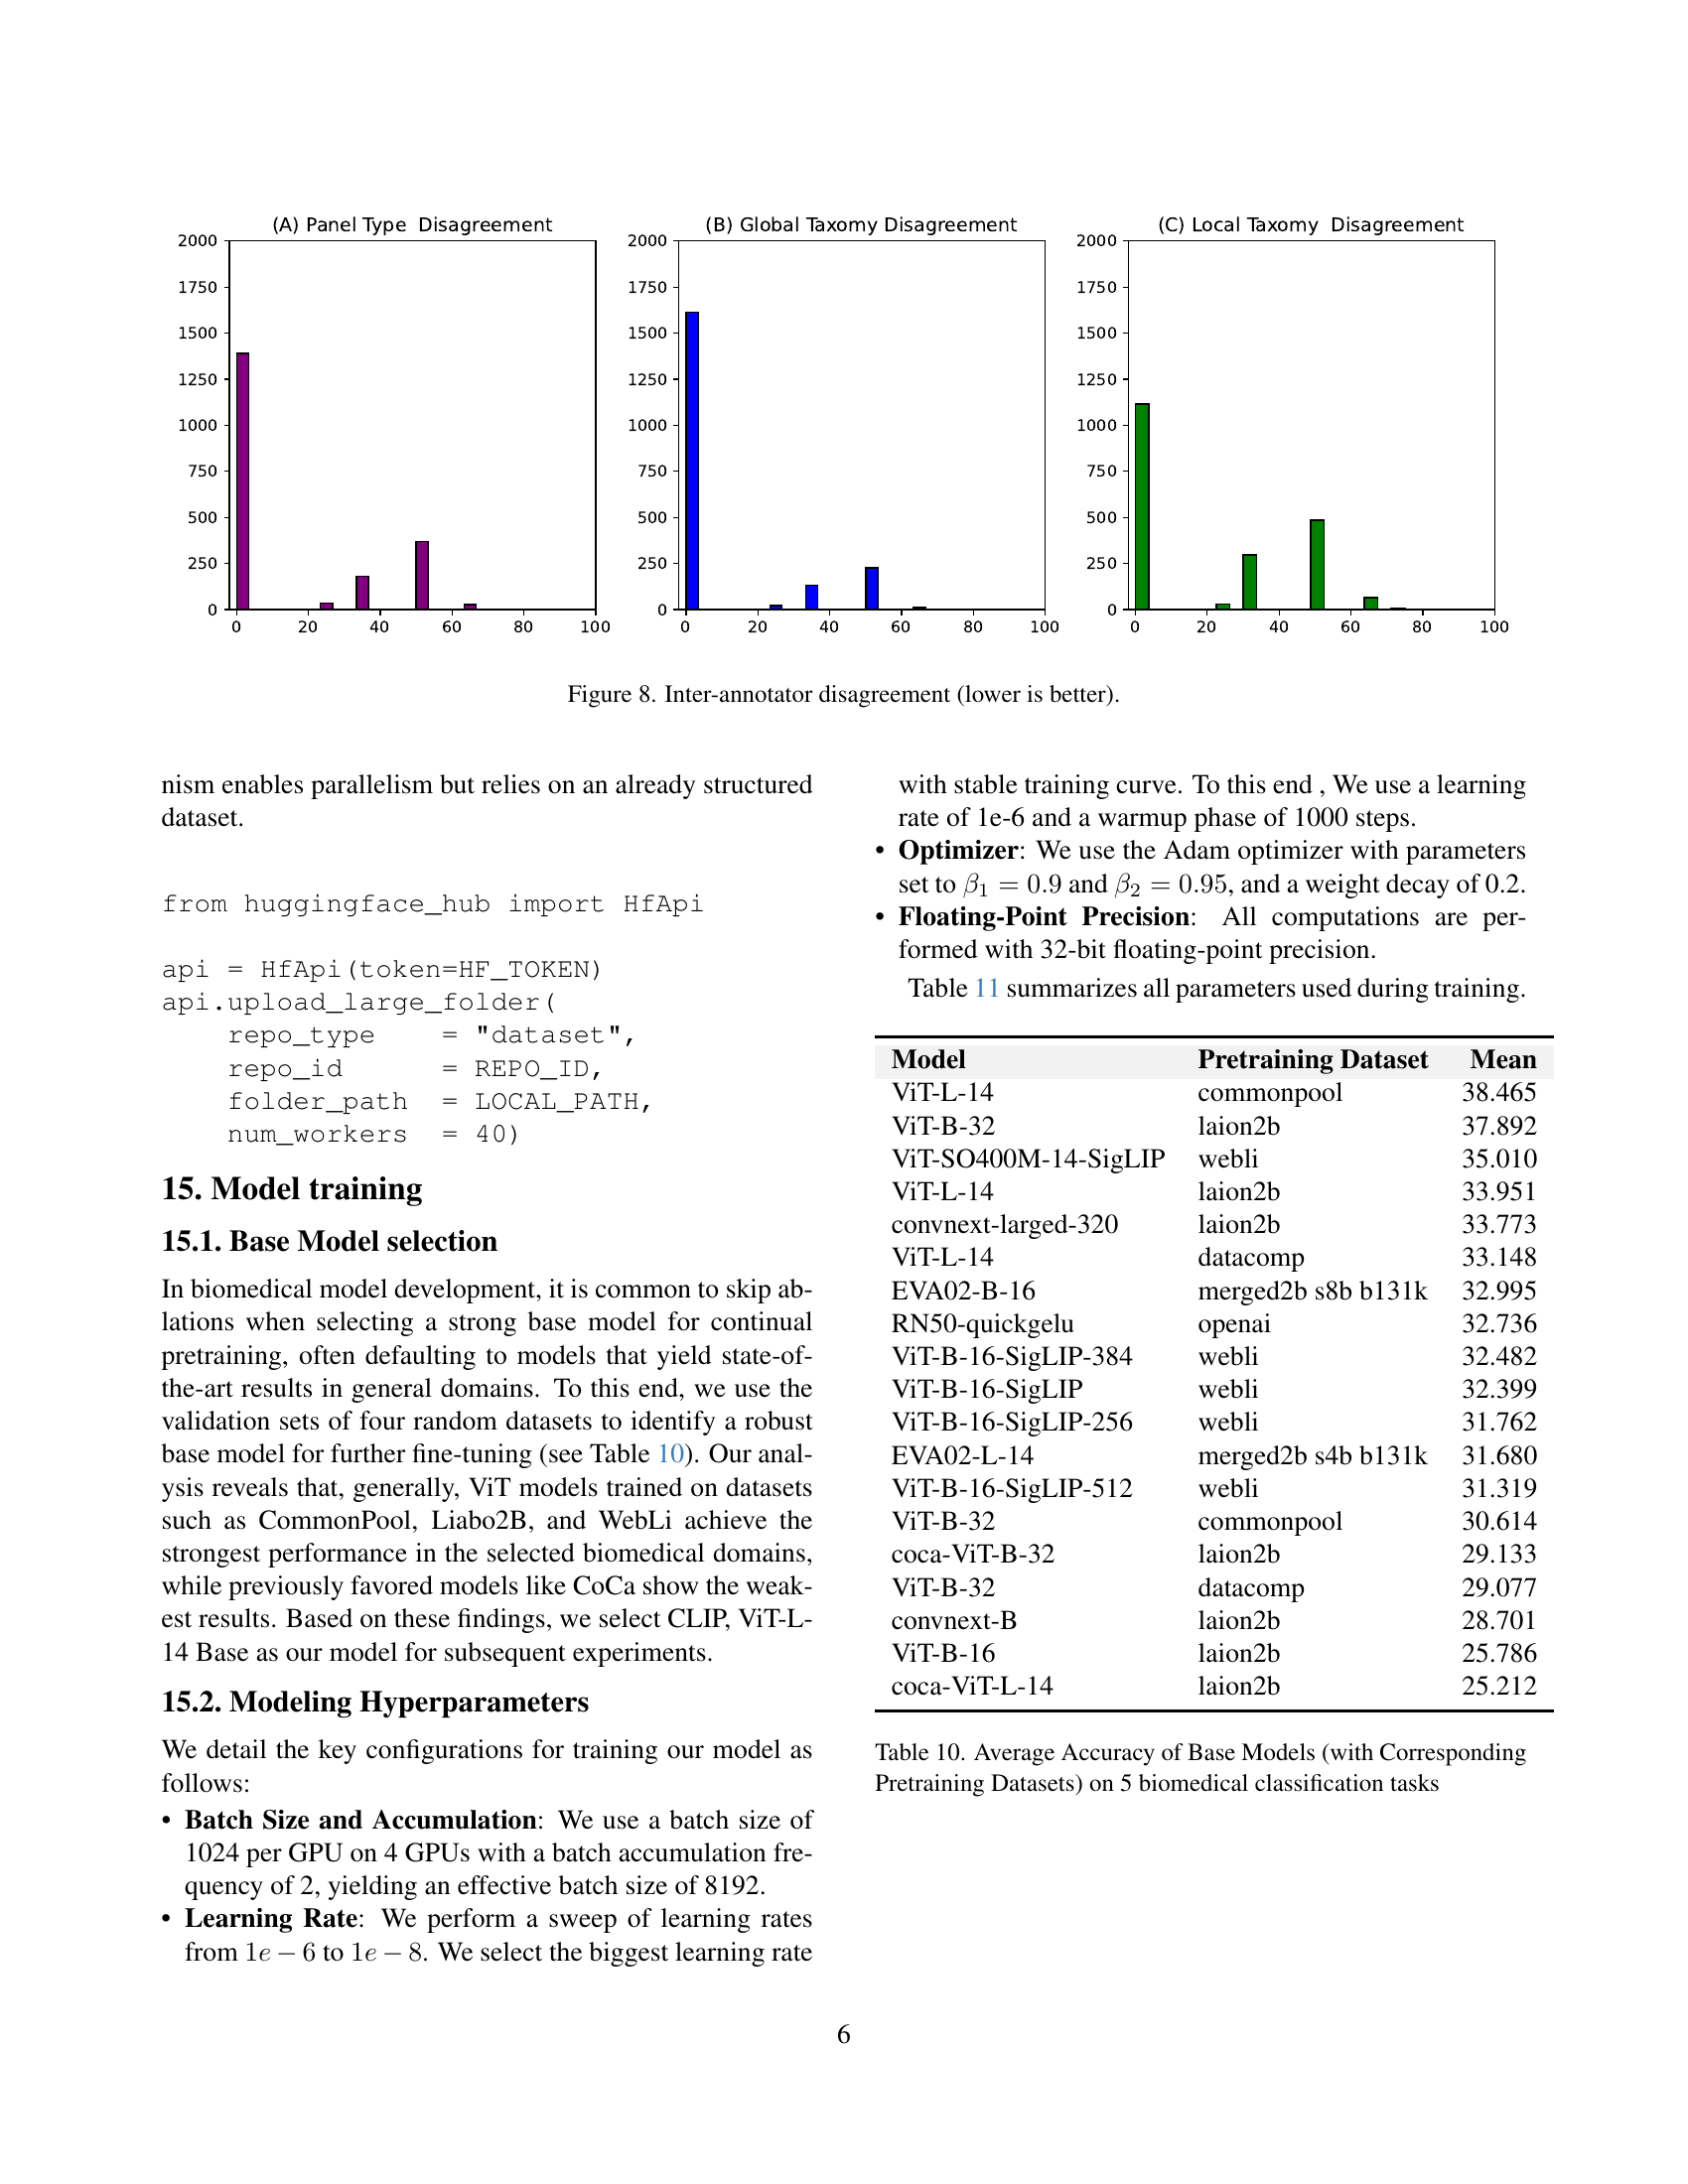 (A) Panel Type  Disagreement
2000
1750
1500
1250
1000
750
500
250
0
0 20 40 60 80 100
(B) Global Taxomy Disagreement
2000
1750
1500
1250
1000
750
500
250
0
0 20 40 60 80 100
(C) Local Taxomy  Disagreement
2000
1750
1500
1250
1000
750
500
250
0
0 20 40 60 80 100
Figure 8. Inter-annotator disagreement (lower is better).
nism enables parallelism but relies on an already structured
dataset.
from huggingface_hub import HfApi
api = HfApi(token=HF_TOKEN)
api.upload_large_folder(
    repo_type    = "dataset",
    repo_id      = REPO_ID,
    folder_path  = LOCAL_PATH,
    num_workers  = 40)
15. Model training
15.1. Base Model selection
In biomedical model development, it is common to skip ab-
lations when selecting a strong base model for continual
pretraining, often defaulting to models that yield state-of-
the-art results in general domains. To this end, we use the
validation sets of four random datasets to identify a robust
base model for further fine-tuning (see Table 10). Our anal-
ysis reveals that, generally, ViT models trained on datasets
such as CommonPool, Liabo2B, and WebLi achieve the
strongest performance in the selected biomedical domains,
while previously favored models like CoCa show the weak-
est results. Based on these findings, we select CLIP, ViT-L-
14 Base as our model for subsequent experiments.
15.2. Modeling Hyperparameters
We detail the key configurations for training our model as
follows:
• Batch Size and Accumulation: We use a batch size of
1024 per GPU on 4 GPUs with a batch accumulation fre-
quency of 2, yielding an effective batch size of 8192.
• Learning Rate: We perform a sweep of learning rates
from 1e − 6 to 1e − 8. We select the biggest learning rate
with stable training curve. To this end , We use a learning
rate of 1e-6 and a warmup phase of 1000 steps.
• Optimizer: We use the Adam optimizer with parameters
set to β1 = 0.9 and β2 = 0.95, and a weight decay of 0.2.
• Floating-Point Precision: All computations are per-
formed with 32-bit floating-point precision.
Table 11 summarizes all parameters used during training.
Model Pretraining Dataset Mean
ViT-L-14 commonpool 38.465
ViT-B-32 laion2b 37.892
ViT-SO400M-14-SigLIP webli 35.010
ViT-L-14 laion2b 33.951
convnext-larged-320 laion2b 33.773
ViT-L-14 datacomp 33.148
EVA02-B-16 merged2b s8b b131k 32.995
RN50-quickgelu openai 32.736
ViT-B-16-SigLIP-384 webli 32.482
ViT-B-16-SigLIP webli 32.399
ViT-B-16-SigLIP-256 webli 31.762
EVA02-L-14 merged2b s4b b131k 31.680
ViT-B-16-SigLIP-512 webli 31.319
ViT-B-32 commonpool 30.614
coca-ViT-B-32 laion2b 29.133
ViT-B-32 datacomp 29.077
convnext-B laion2b 28.701
ViT-B-16 laion2b 25.786
coca-ViT-L-14 laion2b 25.212
Table 10. Average Accuracy of Base Models (with Corresponding
Pretraining Datasets) on 5 biomedical classification tasks
6